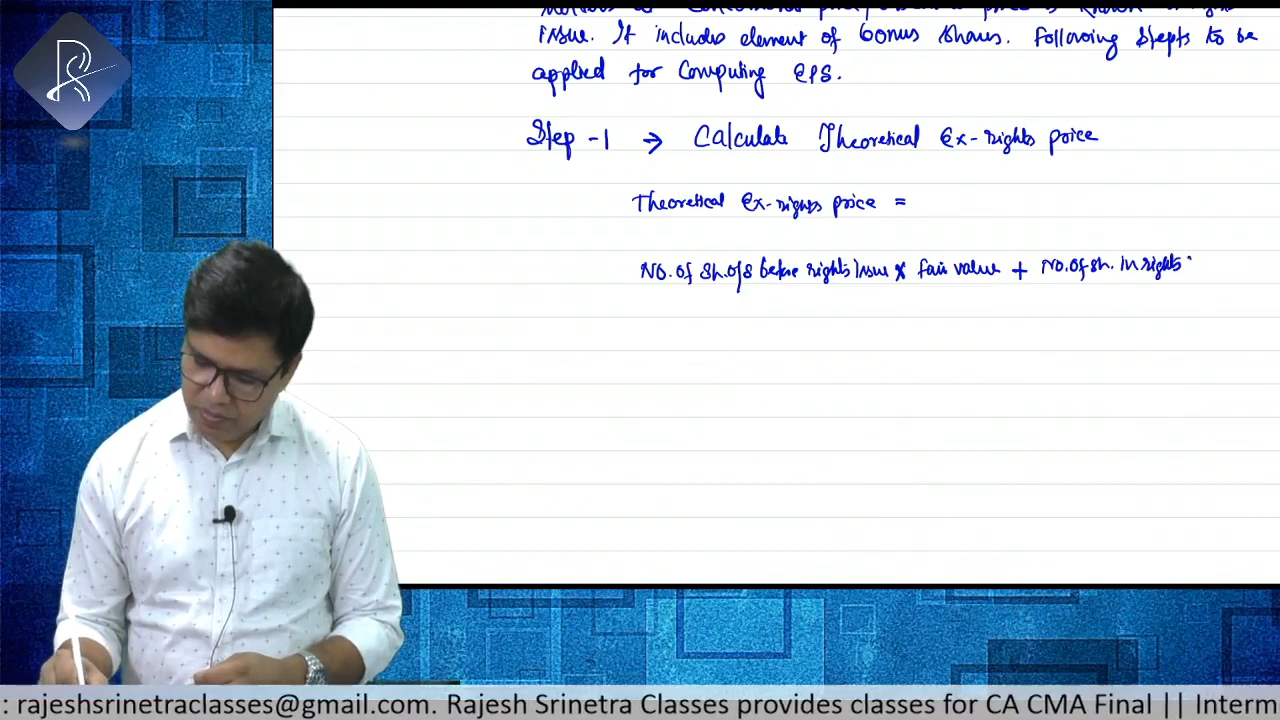 issue. It includes element of bonus shares. Following stepts to be
applied for Computing EPS.
Step -1 → Calculate Theoretical Ex-rights price
Theoretical Ex-rights price =
No. of sh. o/s before rights issue × fair value + No. of sh. in rights
: rajeshsrinetraclasses@gmail.com. Rajesh Srinetra Classes provides classes for CA CMA Final || Interm